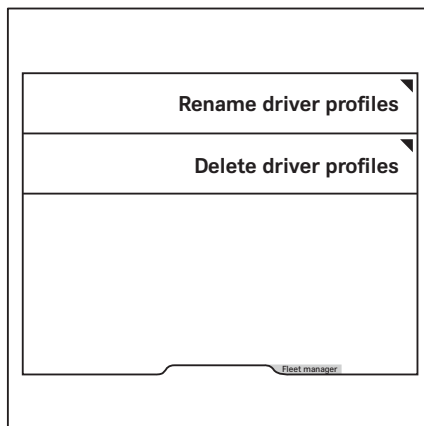 Rename driver profiles
Delete driver profiles
Fleet manager